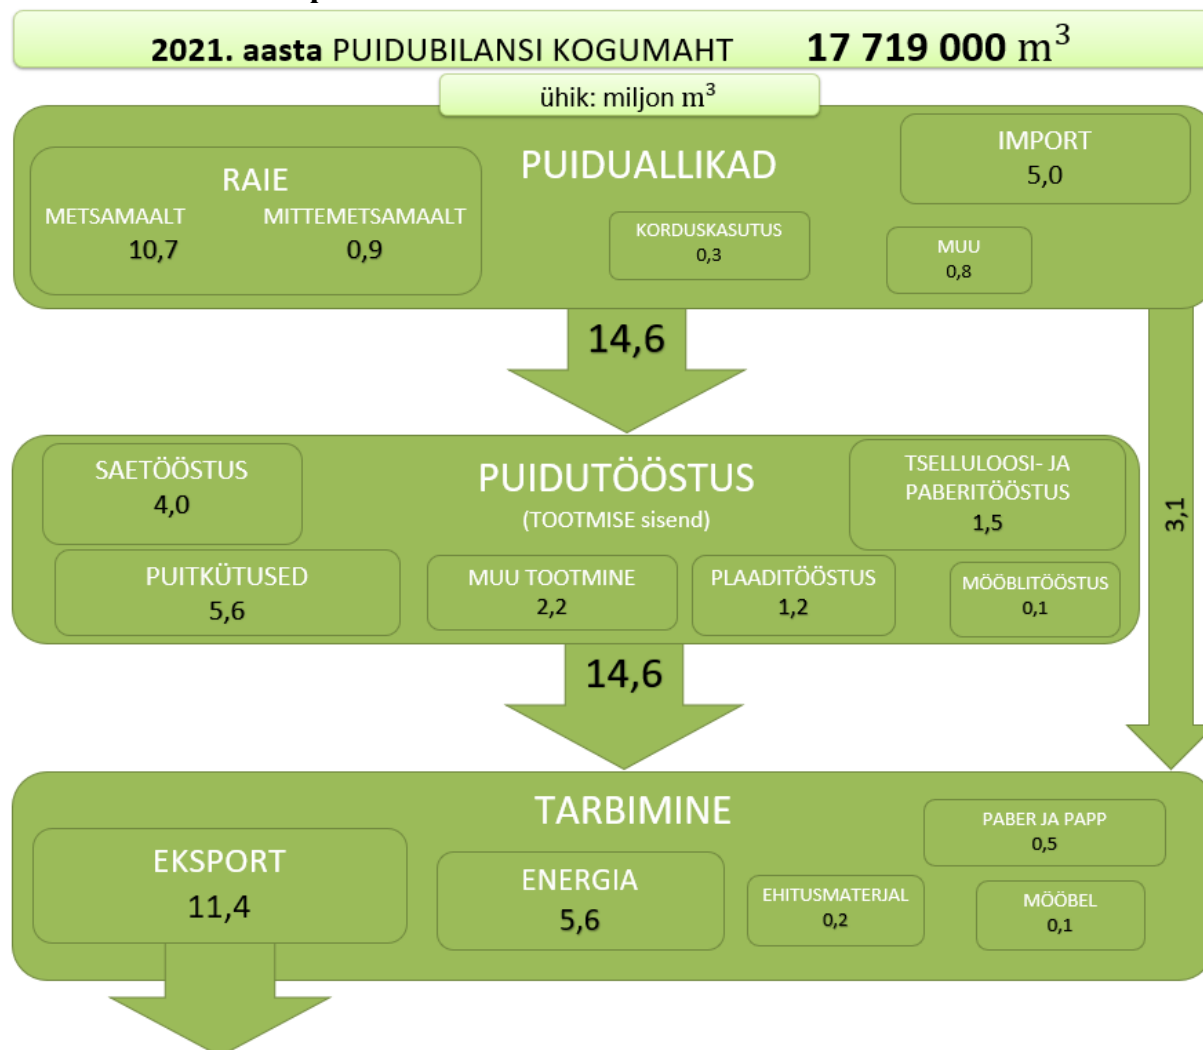 2021. aasta PUIDUBILANSI KOGUMAHT 17 719 000 m³
ühik: miljon m³
PUIDUALLIKAD
RAIE
METSAMAALT
10,7
MITTEMETSAMAALT
0,9
KORDUSKASUTUS
0,3
IMPORT
5,0
MUU
0,8
14,6
3,1
PUIDUTÖÖSTUS
(TOOTMISE sisend)
SAETÖÖSTUS
4,0
TSELLULOOSI- JA
PABERITÖÖSTUS
1,5
PUITKÜTUSED
5,6
MUU TOOTMINE
2,2
PLAADITÖÖSTUS
1,2
MÖÖBLITÖÖSTUS
0,1
14,6
TARBIMINE
EKSPORT
11,4
ENERGIA
5,6
EHITUSMATERJAL
0,2
PABER JA PAPP
0,5
MÖÖBEL
0,1